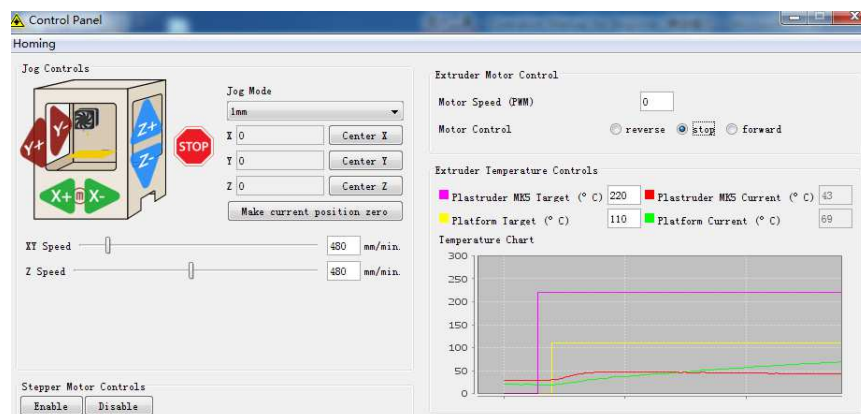 Control Panel
Homing
Jog Controls
Y+ Y-
Z+
Z-
STOP
X+ m X-
Jog Mode
1mm
X 0 Center X
Y 0 Center Y
Z 0 Center Z
Make current position zero
XY Speed 480 mm/min.
Z Speed 480 mm/min.
Stepper Motor Controls
Enable Disable
Extruder Motor Control
Motor Speed (PWM) 0
Motor Control reverse stop forward
Extruder Temperature Controls
Plastruder MK5 Target (° C) 220 Plastruder MK5 Current (° C) 43
Platform Target (° C) 110 Platform Current (° C) 69
Temperature Chart
300
250
200
150
100
50
0